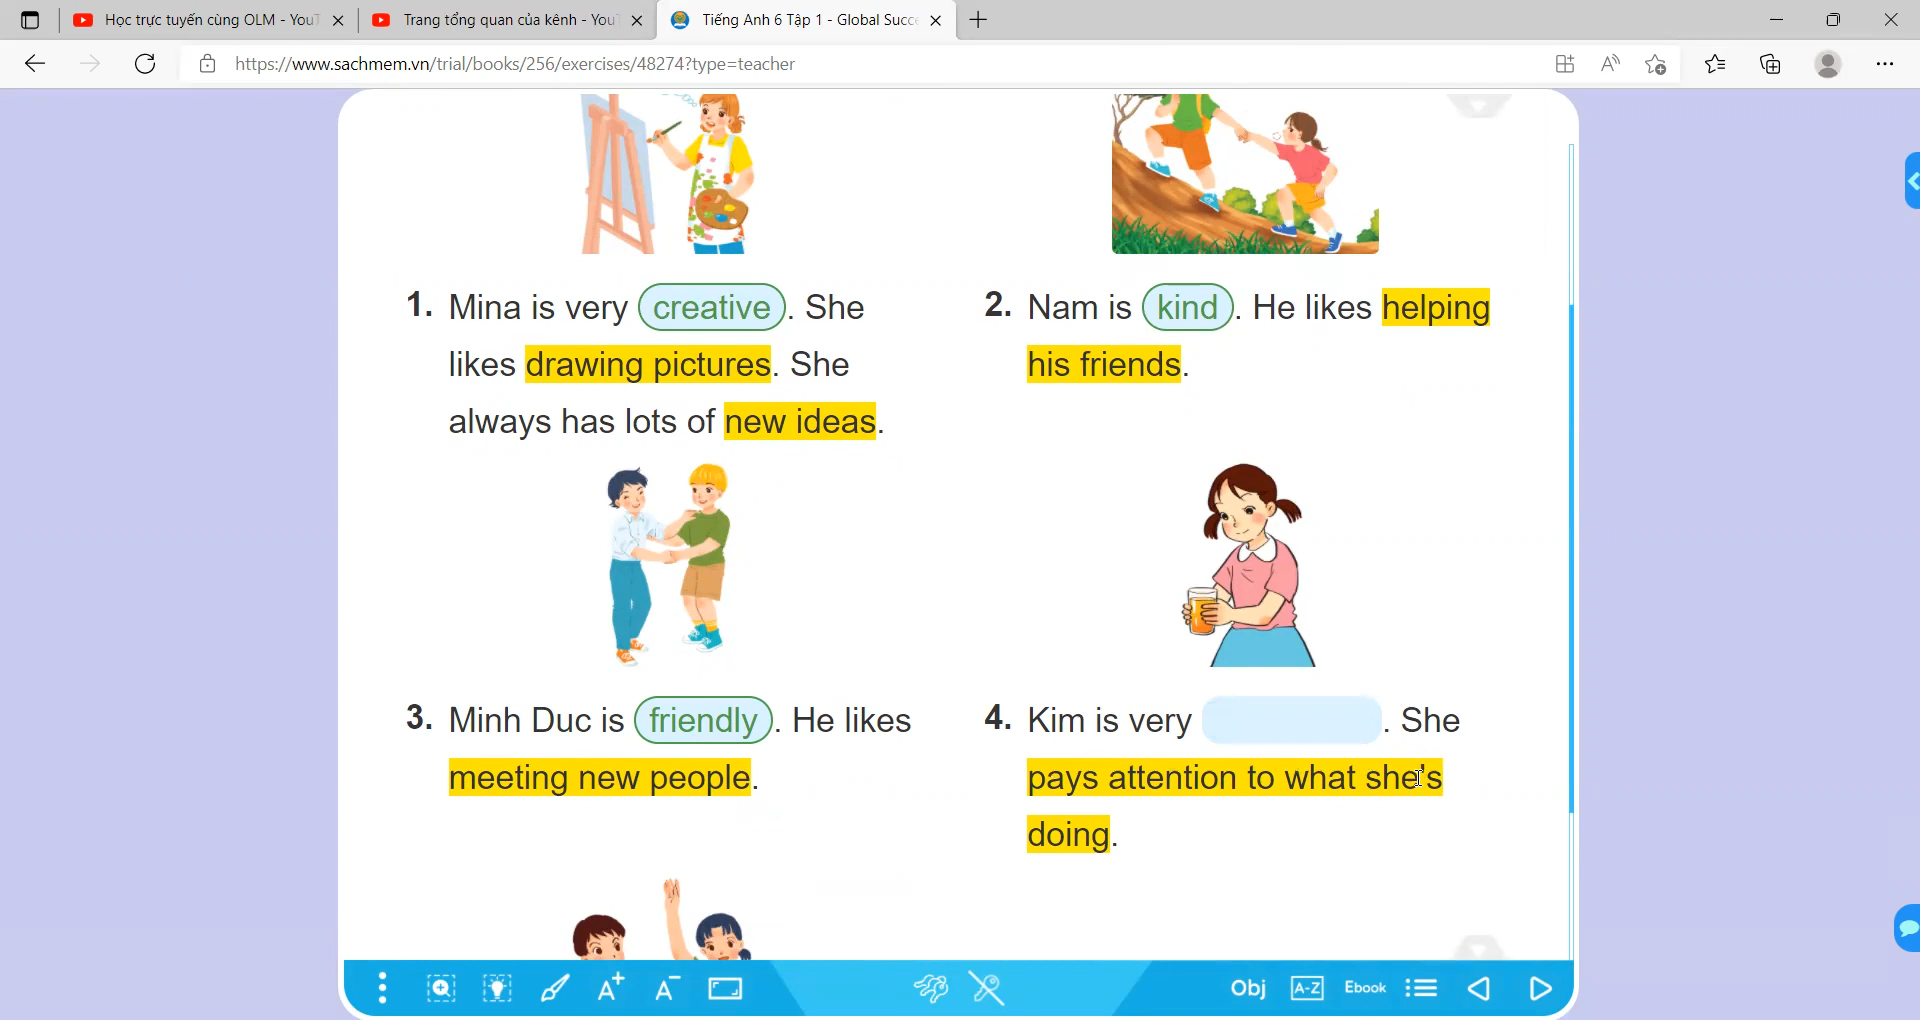 Học trực tuyến cùng OLM - YouT
Trang tổng quan của kênh - You
Tiếng Anh 6 Tập 1 - Global Succe
https://www.sachmem.vn/trial/books/256/exercises/48274?type=teacher
1. Mina is very creative. She
likes drawing pictures. She
always has lots of new ideas.
2. Nam is kind. He likes helping
his friends.
3. Minh Duc is friendly. He likes
meeting new people.
4. Kim is very . She
pays attention to what she's
doing.
A+ A- Obj A-Z Ebook